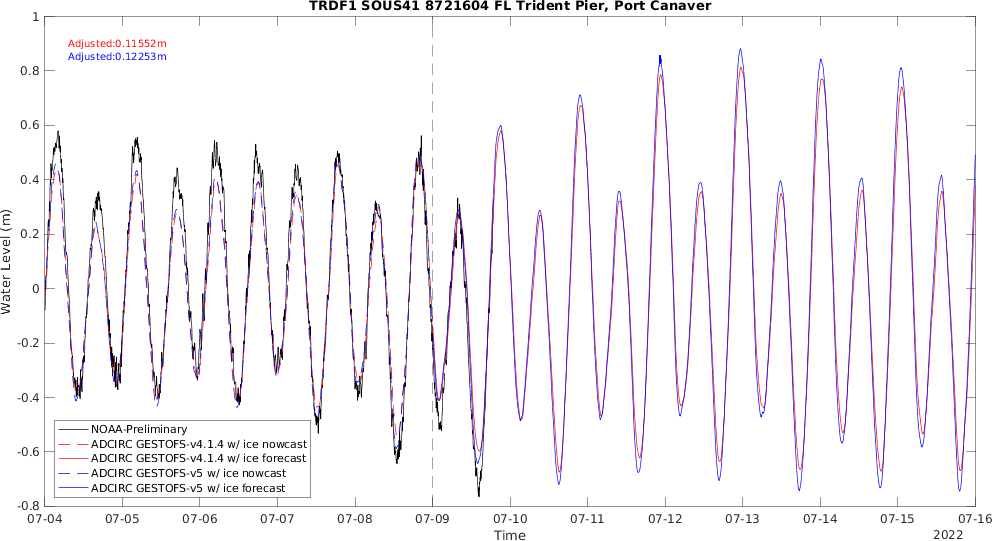 TRDF1 SOUS41 8721604 FL Trident Pier, Port Canaver
Adjusted:0.11552m
Adjusted:0.12253m
Water Level (m)
1
0.8
0.6
0.4
0.2
0
-0.2
-0.4
-0.6
-0.8
NOAA-Preliminary
ADCIRC GESTOFS-v4.1.4 w/ ice nowcast
ADCIRC GESTOFS-v4.1.4 w/ ice forecast
ADCIRC GESTOFS-v5 w/ ice nowcast
ADCIRC GESTOFS-v5 w/ ice forecast
07-04 07-05 07-06 07-07 07-08 07-09 07-10 07-11 07-12 07-13 07-14 07-15 07-16
Time
2022